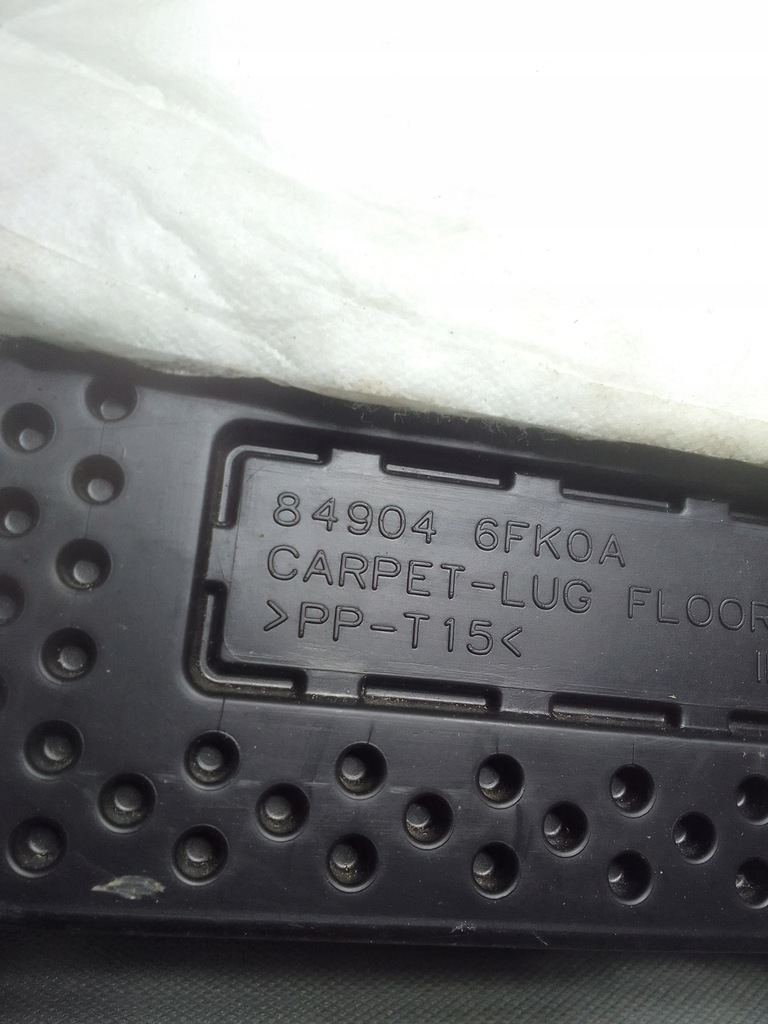 84904 6FK0A
CARPET-LUG FLOOR
>PP-T15<